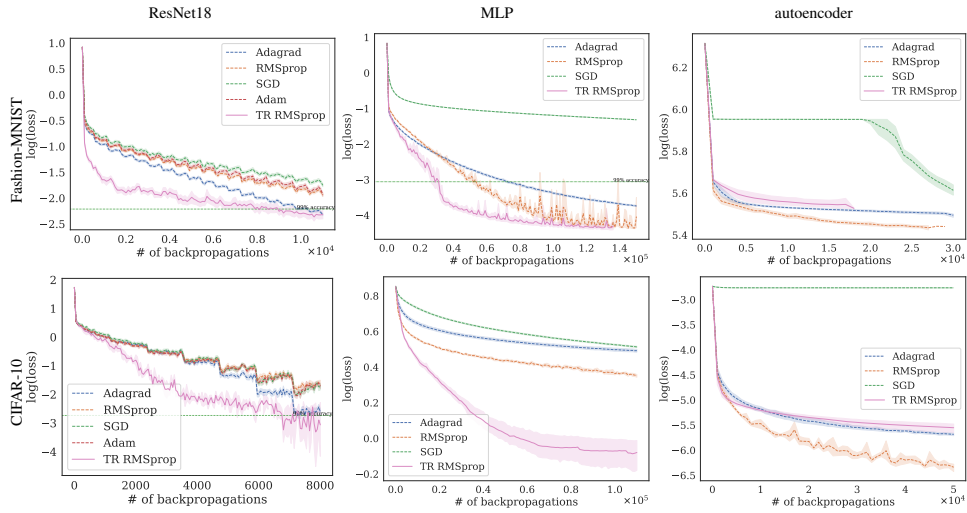 ResNet18
MLP
autoencoder
Fashion-MNIST
log(loss)
1.0
0.5
0.0
−0.5
−1.0
−1.5
−2.0
−2.5
Adagrad
RMSprop
SGD
Adam
TR RMSprop
99% accuracy
0.0 0.2 0.4 0.6 0.8 1.0
×10⁴
# of backpropagations
log(loss)
1
0
−1
−2
−3
−4
Adagrad
RMSprop
SGD
TR RMSprop
99% accuracy
0.0 0.2 0.4 0.6 0.8 1.0 1.2 1.4
×10⁵
# of backpropagations
log(loss)
6.2
6.0
5.8
5.6
5.4
Adagrad
RMSprop
SGD
TR RMSprop
0.0 0.5 1.0 1.5 2.0 2.5 3.0
×10⁴
# of backpropagations
CIFAR-10
log(loss)
2
1
0
−1
−2
−3
−4
Adagrad
RMSprop
SGD
Adam
TR RMSprop
accuracy
0 2000 4000 6000 8000
# of backpropagations
log(loss)
0.8
0.6
0.4
0.2
0.0
−0.2
Adagrad
RMSprop
SGD
TR RMSprop
0.0 0.2 0.4 0.6 0.8 1.0
×10⁵
# of backpropagations
log(loss)
−3.0
−3.5
−4.0
−4.5
−5.0
−5.5
−6.0
−6.5
Adagrad
RMSprop
SGD
TR RMSprop
0 1 2 3 4 5
×10⁴
# of backpropagations